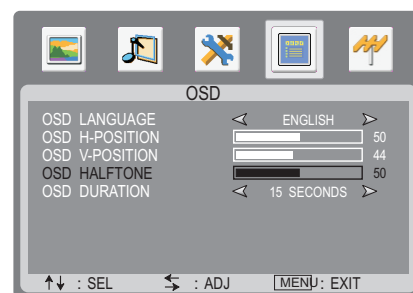 OSD
OSD LANGUAGE ENGLISH
OSD H-POSITION 50
OSD V-POSITION 44
OSD HALFTONE 50
OSD DURATION 15 SECONDS
: SEL : ADJ MENU: EXIT